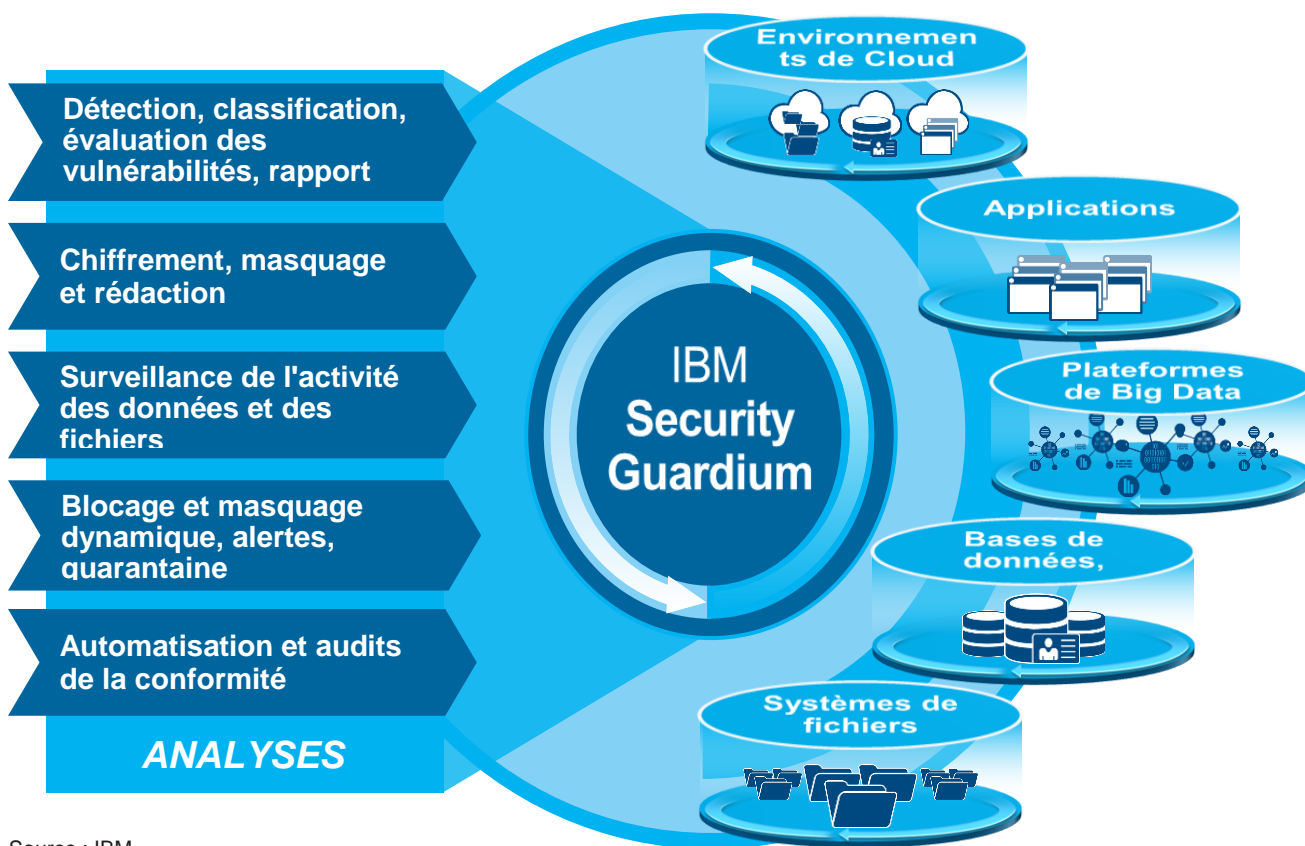 Détection, classification,
évaluation des
vulnérabilités, rapport
Chiffrement, masquage
et rédaction
Surveillance de l'activité
des données et des
fichiers
Blocage et masquage
dynamique, alertes,
quarantaine
Automatisation et audits
de la conformité
ANALYSES
IBM
Security
Guardium
Environnemen
ts de Cloud
Applications
Plateformes
de Big Data
Bases de
données,
Systèmes de
fichiers
Source : IBM